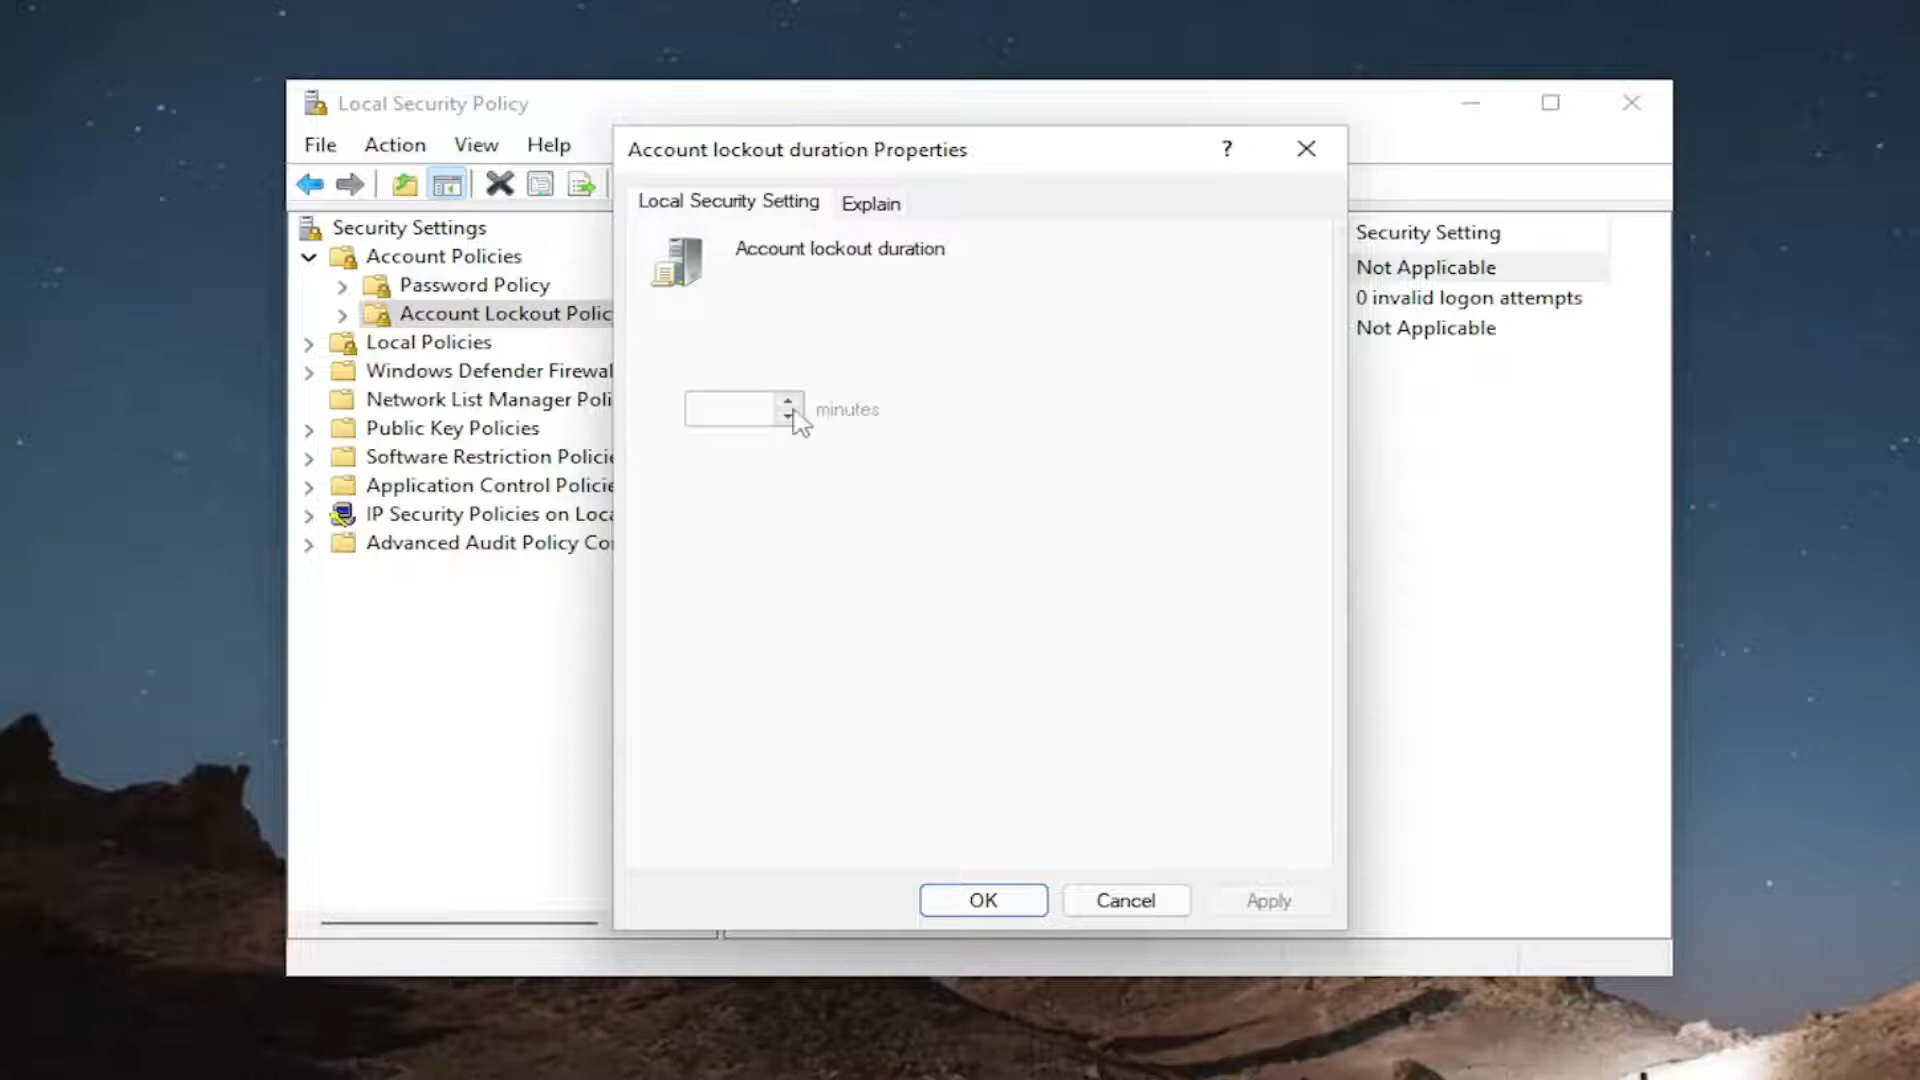 Local Security Policy
File Action View Help
Account lockout duration Properties
?
Local Security Setting
Explain
Account lockout duration
minutes
OK
Cancel
Apply
Security Settings
Account Policies
Password Policy
Account Lockout Polic
Local Policies
Windows Defender Firewal
Network List Manager Poli
Public Key Policies
Software Restriction Policie
Application Control Policie
IP Security Policies on Loca
Advanced Audit Policy Co
Security Setting
Not Applicable
0 invalid logon attempts
Not Applicable